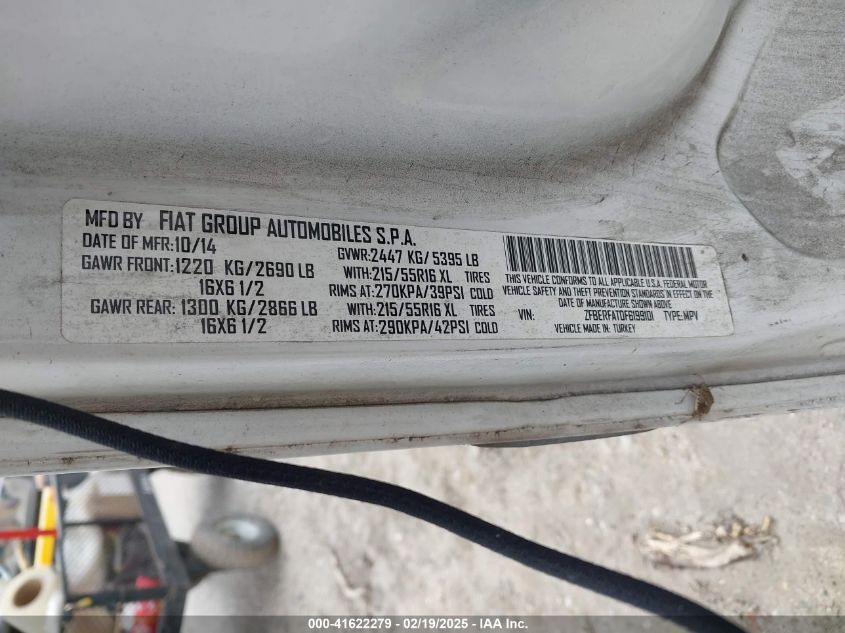 MFD BY FIAT GROUP AUTOMOBILES S.P.A.
DATE OF MFR:10/14 GVWR:2447 KG/5395 LB
GAWR FRONT:1220 KG/2690 LB WITH:215/55R16 XL TIRES
16X6 1/2 RIMS AT:270KPA/39PSI COLD
GAWR REAR:1300 KG/2866 LB WITH:215/55R16 XL TIRES
16X6 1/2 RIMS AT:290KPA/42PSI COLD
THIS VEHICLE CONFORMS TO ALL APPLICABLE U.S.A. FEDERAL MOTOR
VEHICLE SAFETY AND THEFT PREVENTION STANDARDS IN EFFECT ON THE
DATE OF MANUFACTURE SHOWN ABOVE
VIN: ZFBERFAT0F6199101 TYPE:MPV
VEHICLE MADE IN: TURKEY
000-41622279 - 02/19/2025 - IAA Inc.